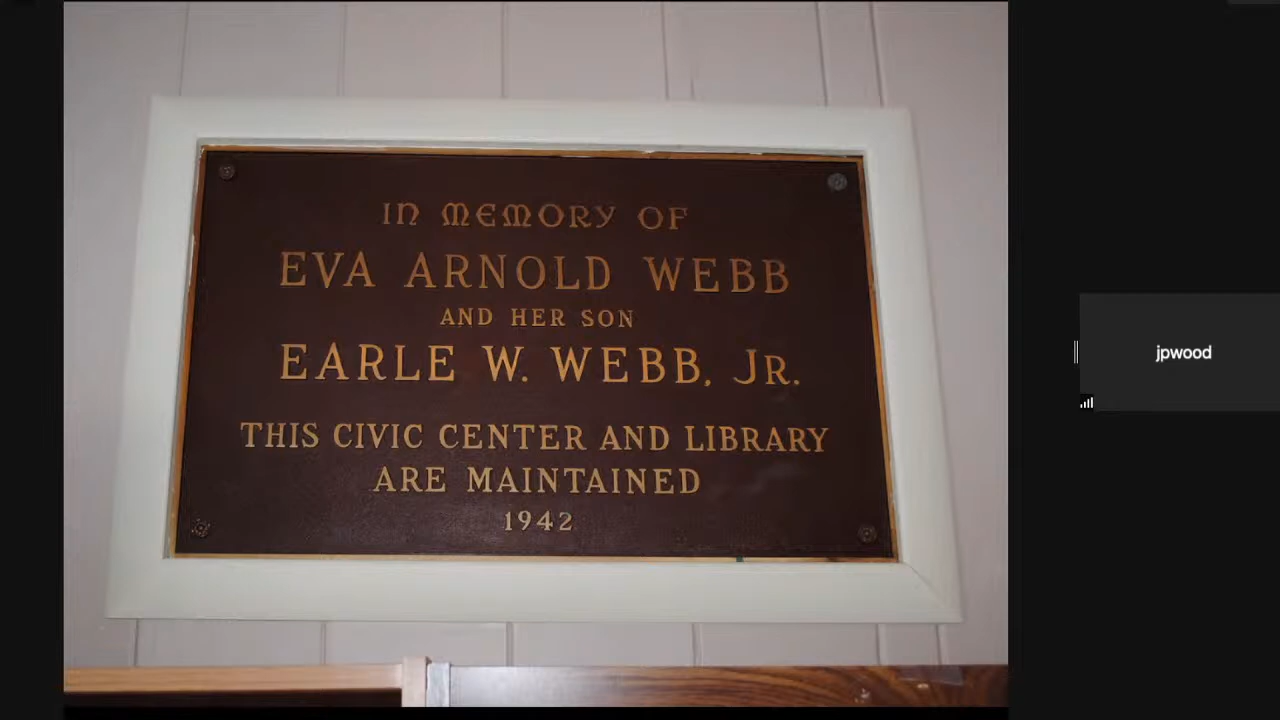 IN MEMORY OF
EVA ARNOLD WEBB
AND HER SON
EARLE W. WEBB, JR.
THIS CIVIC CENTER AND LIBRARY
ARE MAINTAINED
1942
jpwood